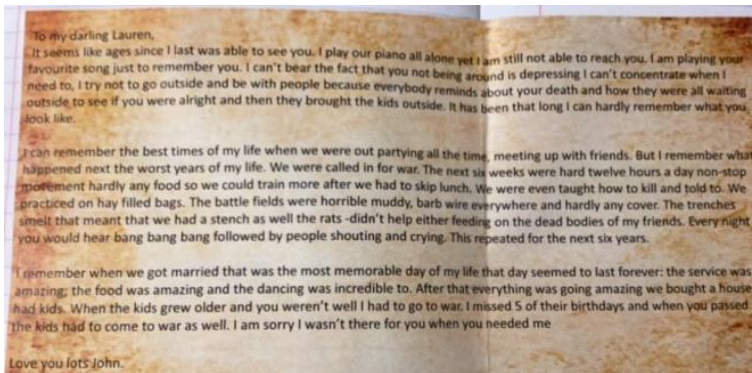 To my darling Lauren,
It seems like ages since I last was able to see you. I play our piano all alone yet I am still not able to reach you. I am playing your
favourite song just to remember you. I can't bear the fact that you not being around is depressing I can't concentrate when I
need to, I try not to go outside and be with people because everybody reminds about your death and how they were all waiting
outside to see if you were alright and then they brought the kids outside. It has been that long I can hardly remember what you
look like.
I can remember the best times of my life when we were out partying all the time, meeting up with friends. But I remember what
happened next the worst years of my life. We were called in for war. The next six weeks were hard twelve hours a day non-stop
movement hardly any food so we could train more after we had to skip lunch. We were even taught how to kill and told to. We
practiced on hay filled bags. The battle fields were horrible muddy, barb wire everywhere and hardly any cover. The trenches
smelt that meant that we had a stench as well the rats -didn't help either feeding on the dead bodies of my friends. Every night
you would hear bang bang bang followed by people shouting and crying. This repeated for the next six years.
I remember when we got married that was the most memorable day of my life that day seemed to last forever: the service was
amazing; the food was amazing and the dancing was incredible to. After that everything was going amazing we bought a house
had kids. When the kids grew older and you weren't well I had to go to war. I missed 5 of their birthdays and when you passed
the kids had to come to war as well. I am sorry I wasn't there for you when you needed me
Love you lots John.